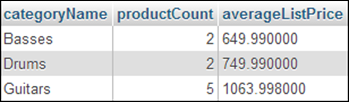 categoryName productCount averageListPrice
Basses 2 649.990000
Drums 2 749.990000
Guitars 5 1063.998000